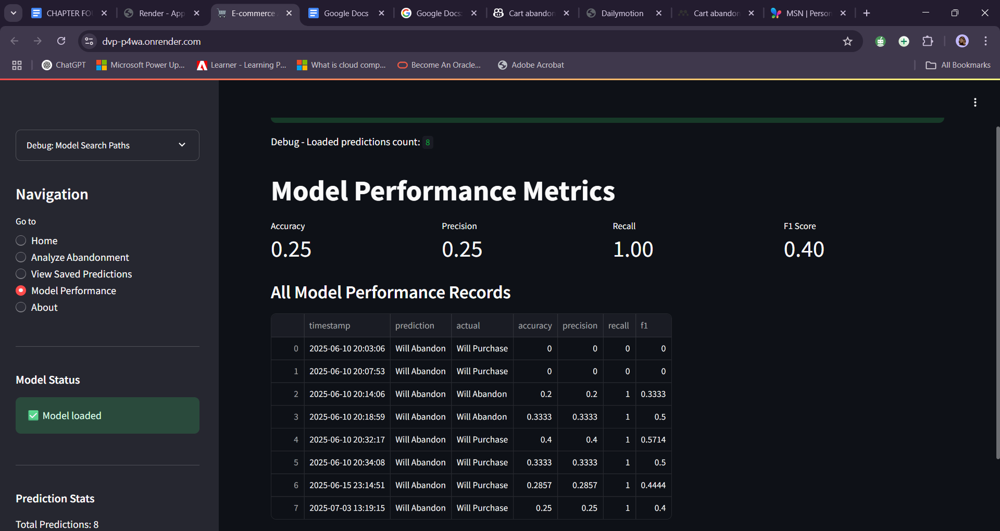 CHAPTER FO
Render - App
E-commerce
Google Docs
Google Docs:
Cart abandon
Dailymotion
Cart abandon
MSN | Person
dvp-p4wa.onrender.com
ChatGPT
Microsoft Power Up...
Learner - Learning P...
What is cloud comp...
Become An Oracle...
Adobe Acrobat
All Bookmarks
Debug: Model Search Paths
Navigation
Go to
Home
Analyze Abandonment
View Saved Predictions
Model Performance
About
Model Status
✅ Model loaded
Prediction Stats
Total Predictions: 8
Debug - Loaded predictions count: 8
Model Performance Metrics
Accuracy Precision Recall F1 Score
0.25 0.25 1.00 0.40
All Model Performance Records
timestamp prediction actual accuracy precision recall f1
0 2025-06-10 20:03:06 Will Abandon Will Purchase 0 0 0 0
1 2025-06-10 20:07:53 Will Abandon Will Purchase 0 0 0 0
2 2025-06-10 20:14:06 Will Abandon Will Abandon 0.2 0.2 1 0.3333
3 2025-06-10 20:18:59 Will Abandon Will Abandon 0.3333 0.3333 1 0.5
4 2025-06-10 20:32:17 Will Abandon Will Purchase 0.4 0.4 1 0.5714
5 2025-06-10 20:34:08 Will Abandon Will Purchase 0.3333 0.3333 1 0.5
6 2025-06-15 23:14:51 Will Abandon Will Purchase 0.2857 0.2857 1 0.4444
7 2025-07-03 13:19:15 Will Abandon Will Purchase 0.25 0.25 1 0.4